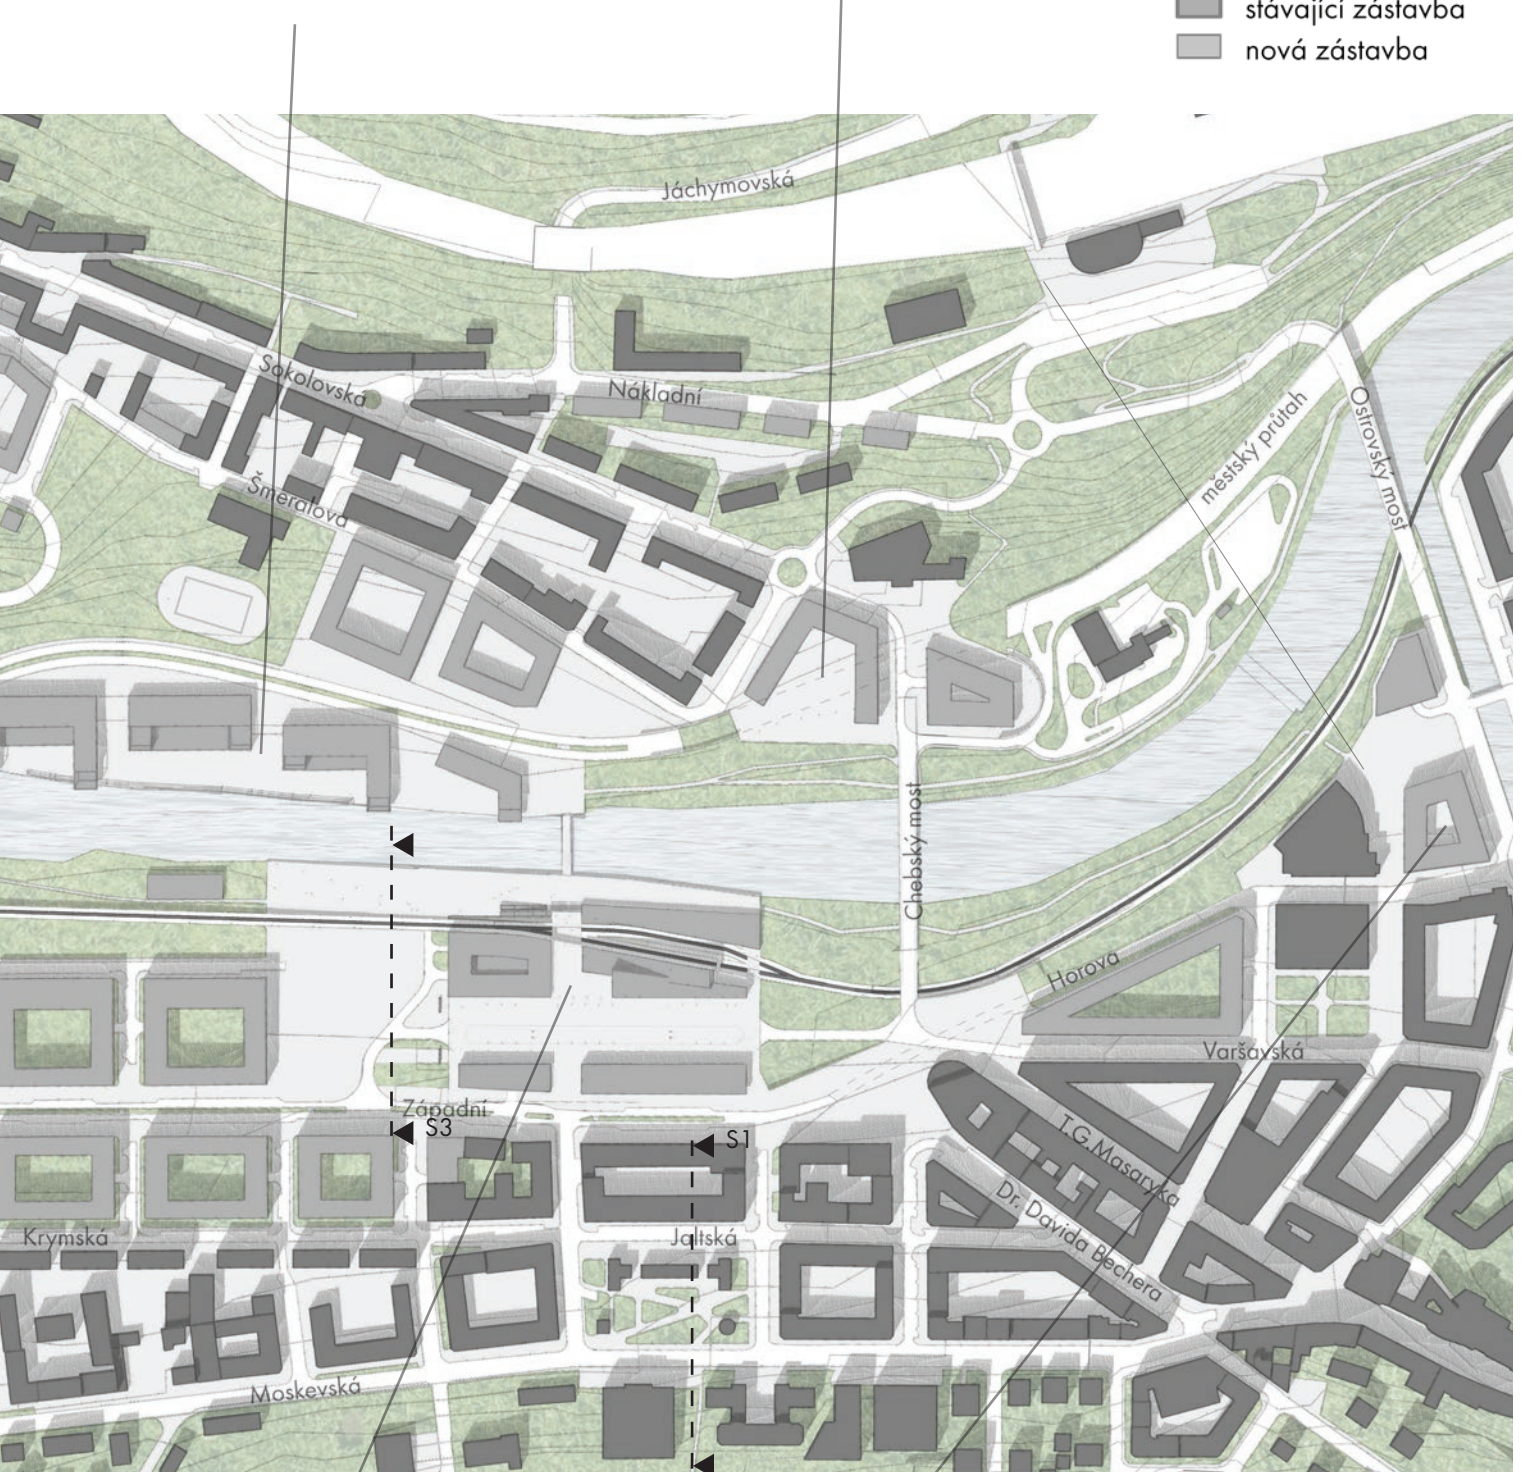 stávající zástavba
nová zástavba
Jáchymovská
Sokolovská
Nákladní
Ostrovský most
městský průtah
Šmeralova
Chebský most
Horova
Varšavská
Západní
S3
S1
T.G.Masaryka
Dr. Davida Bechera
Krymská
Jaltská
Moskevská